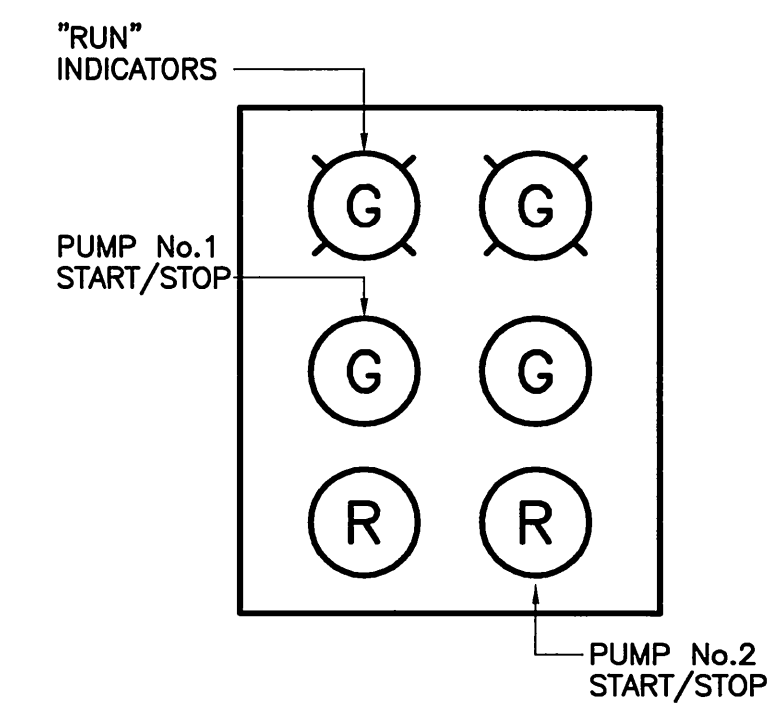 ”RUN”
INDICATORS
G G
PUMP No.1
START/STOP
G G
R R
PUMP No.2
START/STOP